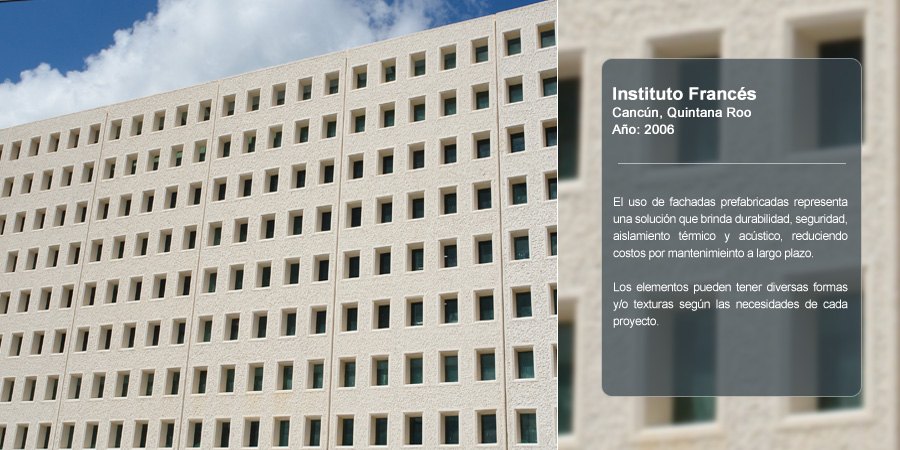 Instituto Francés
Cancún, Quintana Roo
Año: 2006
El uso de fachadas prefabricadas representa
una solución que brinda durabilidad, seguridad,
aislamiento térmico y acústico, reduciendo
costos por mantenimieinto a largo plazo.
Los elementos pueden tener diversas formas
y/o texturas según las necesidades de cada
proyecto.